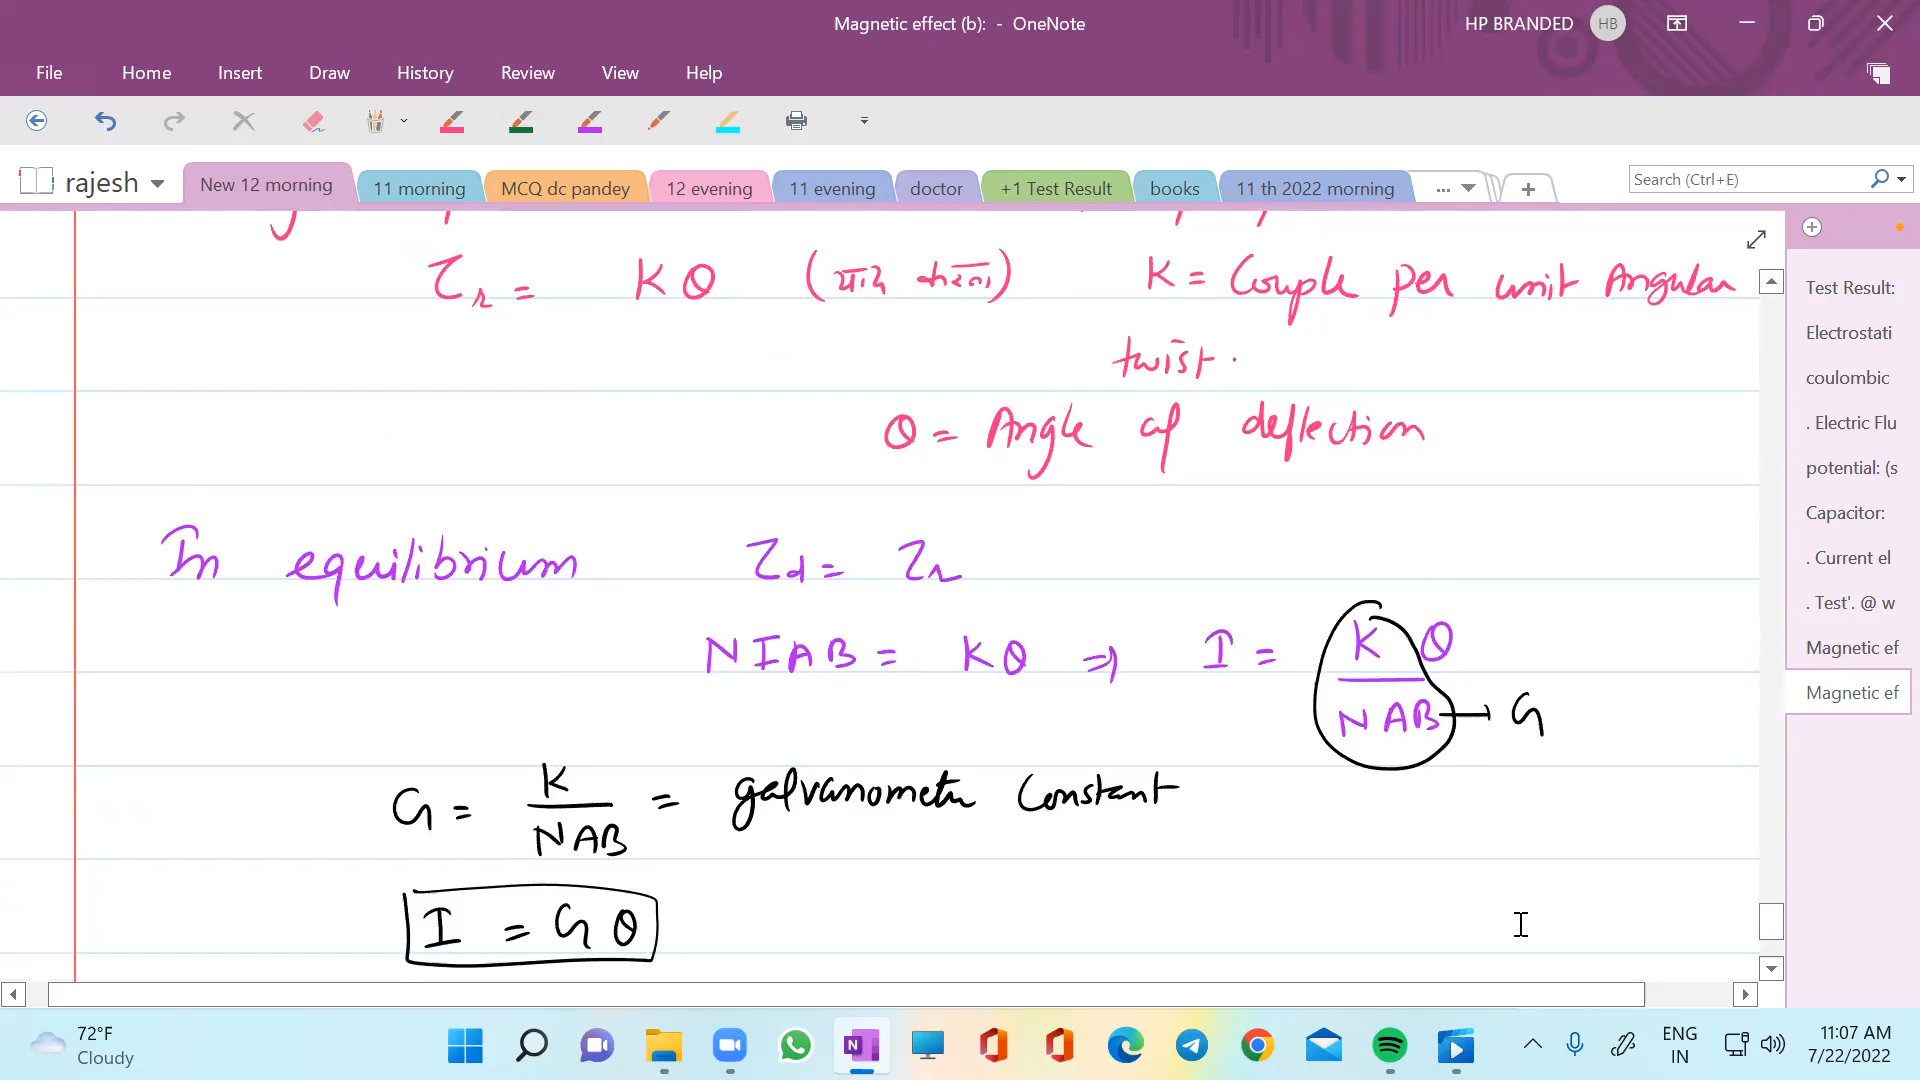 Magnetic effect (b): - OneNote
HP BRANDED HB
File Home Insert Draw History Review View Help
rajesh New 12 morning 11 morning MCQ dc pandey 12 evening 11 evening doctor +1 Test Result books 11 th 2022 morning ... Search (Ctrl+E)
τr = Kθ K = Couple per unit Angular
twist.
θ = Angle of deflection
In equilibrium τd = τr
NIAB = Kθ ⇒ I = K/NAB θ → G
G = K/NAB = galvanometer Constant
I = Gθ
Test Result:
Electrostati
coulombic
. Electric Flu
potential: (s
Capacitor:
. Current el
. Test'. @ w
Magnetic ef
Magnetic ef
72°F
Cloudy
ENG
IN
11:07 AM
7/22/2022